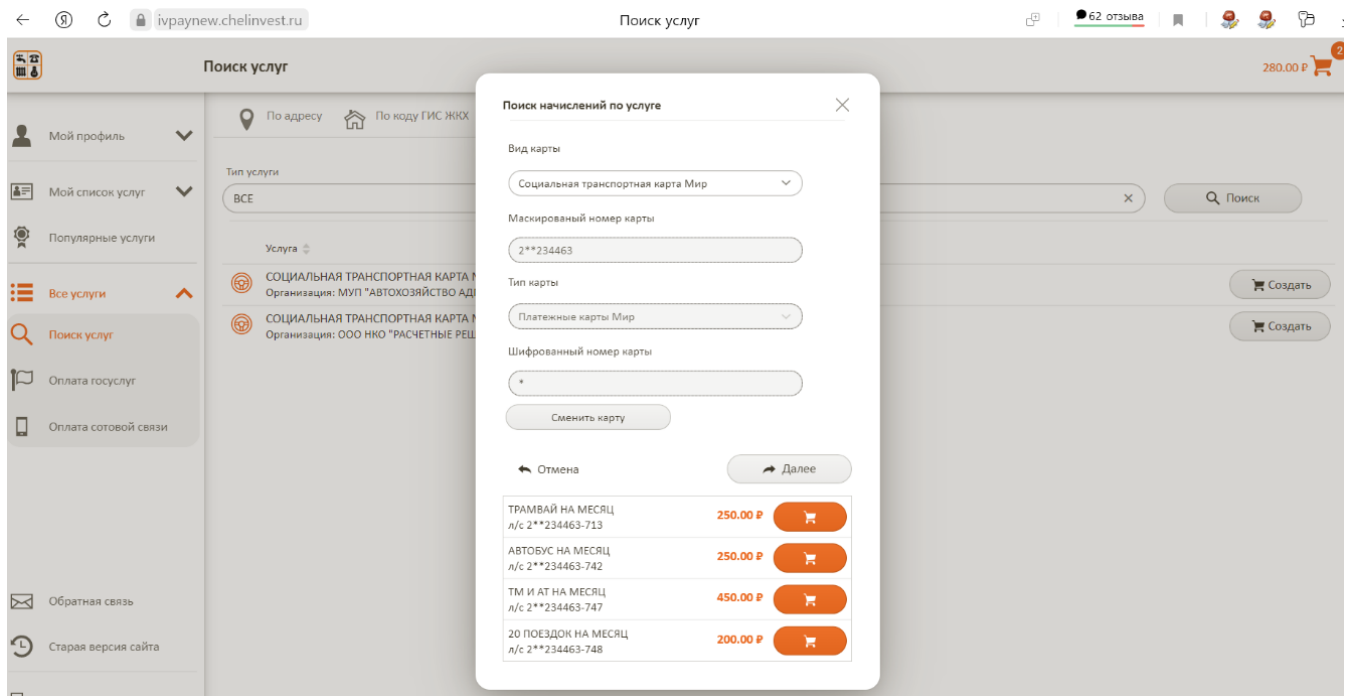 ivpaynew.chelinvest.ru
Поиск услуг
62 отзыва
Поиск услуг
2
280.00 ₽
Мой профиль
Мой список услуг
Популярные услуги
Все услуги
Поиск услуг
Оплата госуслуг
Оплата сотовой связи
Обратная связь
Старая версия сайта
По адресу
По коду ГИС ЖКХ
Тип услуги
ВСЕ
Поиск
Услуга
СОЦИАЛЬНАЯ ТРАНСПОРТНАЯ КАРТА
Организация: МУП "АВТОХОЗЯЙСТВО
Создать
СОЦИАЛЬНАЯ ТРАНСПОРТНАЯ КАРТА
Организация: ООО НКО "РАСЧЕТНЫЕ
Создать
Поиск начислений по услуге
Вид карты
Социальная транспортная карта Мир
Маскированый номер карты
2**234463
Тип карты
Платежные карты Мир
Шифрованный номер карты
*
Сменить карту
Отмена
Далее
ТРАМВАЙ НА МЕСЯЦ
л/с 2**234463-713
250.00 ₽
АВТОБУС НА МЕСЯЦ
л/с 2**234463-742
250.00 ₽
ТМ И АТ НА МЕСЯЦ
л/с 2**234463-747
450.00 ₽
20 ПОЕЗДОК НА МЕСЯЦ
л/с 2**234463-748
200.00 ₽